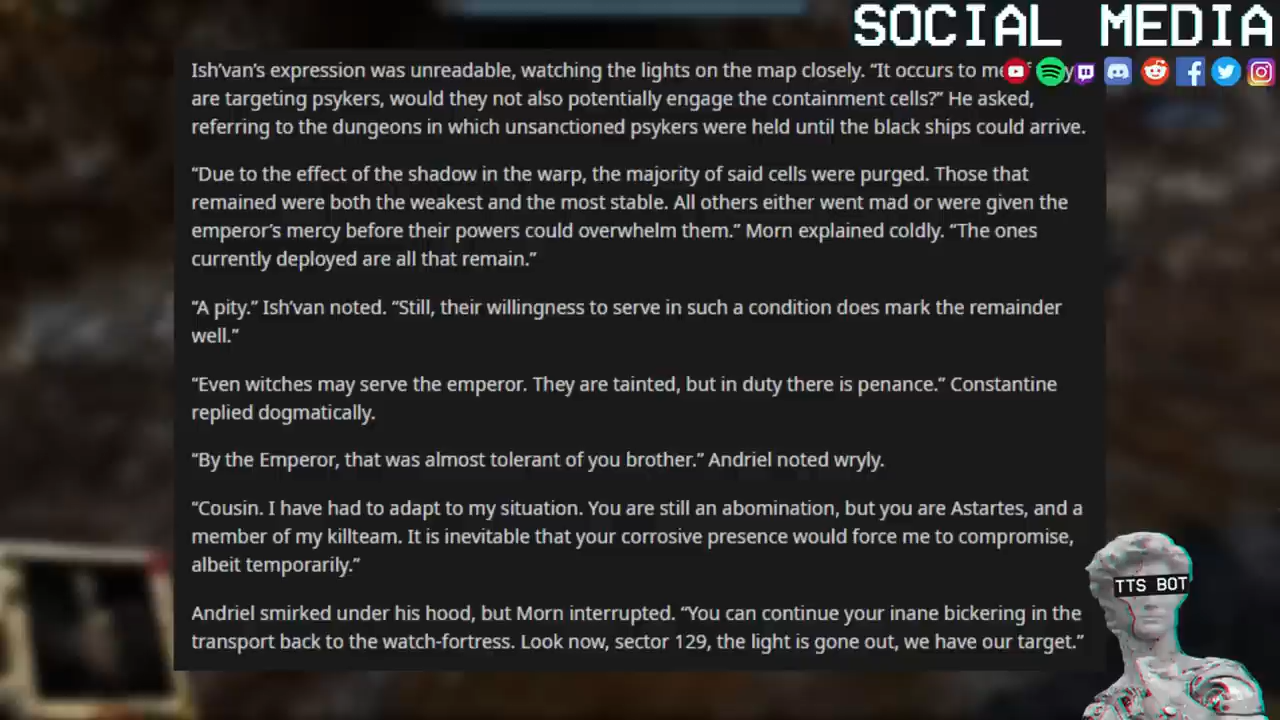 SOCIAL MEDIA
Ish’van’s expression was unreadable, watching the lights on the map closely. “It occurs to me
are targeting psykers, would they not also potentially engage the containment cells?” He asked,
referring to the dungeons in which unsanctioned psykers were held until the black ships could arrive.
“Due to the effect of the shadow in the warp, the majority of said cells were purged. Those that
remained were both the weakest and the most stable. All others either went mad or were given the
emperor’s mercy before their powers could overwhelm them.” Morn explained coldly. “The ones
currently deployed are all that remain.”
“A pity.” Ish’van noted. “Still, their willingness to serve in such a condition does mark the remainder
well.”
“Even witches may serve the emperor. They are tainted, but in duty there is penance.” Constantine
replied dogmatically.
“By the Emperor, that was almost tolerant of you brother.” Andriel noted wryly.
“Cousin. I have had to adapt to my situation. You are still an abomination, but you are Astartes, and a
member of my killteam. It is inevitable that your corrosive presence would force me to compromise,
albeit temporarily.”
Andriel smirked under his hood, but Morn interrupted. “You can continue your inane bickering in the
transport back to the watch-fortress. Look now, sector 129, the light is gone out, we have our target.”
TTS BOT